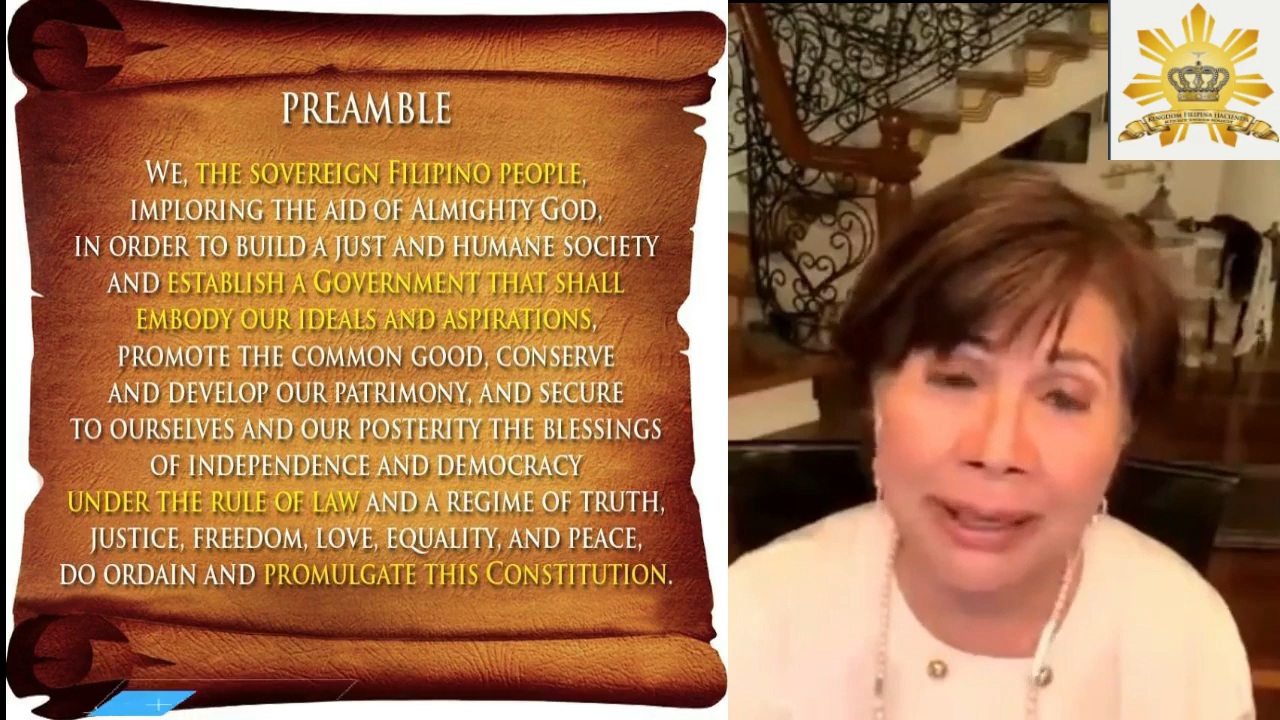 PREAMBLE
WE, THE SOVEREIGN FILIPINO PEOPLE,
IMPLORING THE AID OF ALMIGHTY GOD,
IN ORDER TO BUILD A JUST AND HUMANE SOCIETY
AND ESTABLISH A GOVERNMENT THAT SHALL
EMBODY OUR IDEALS AND ASPIRATIONS,
PROMOTE THE COMMON GOOD, CONSERVE
AND DEVELOP OUR PATRIMONY, AND SECURE
TO OURSELVES AND OUR POSTERITY THE BLESSINGS
OF INDEPENDENCE AND DEMOCRACY
UNDER THE RULE OF LAW AND A REGIME OF TRUTH,
JUSTICE, FREEDOM, LOVE, EQUALITY, AND PEACE,
DO ORDAIN AND PROMULGATE THIS CONSTITUTION.
KINGDOM FILIPINA HACIENDA